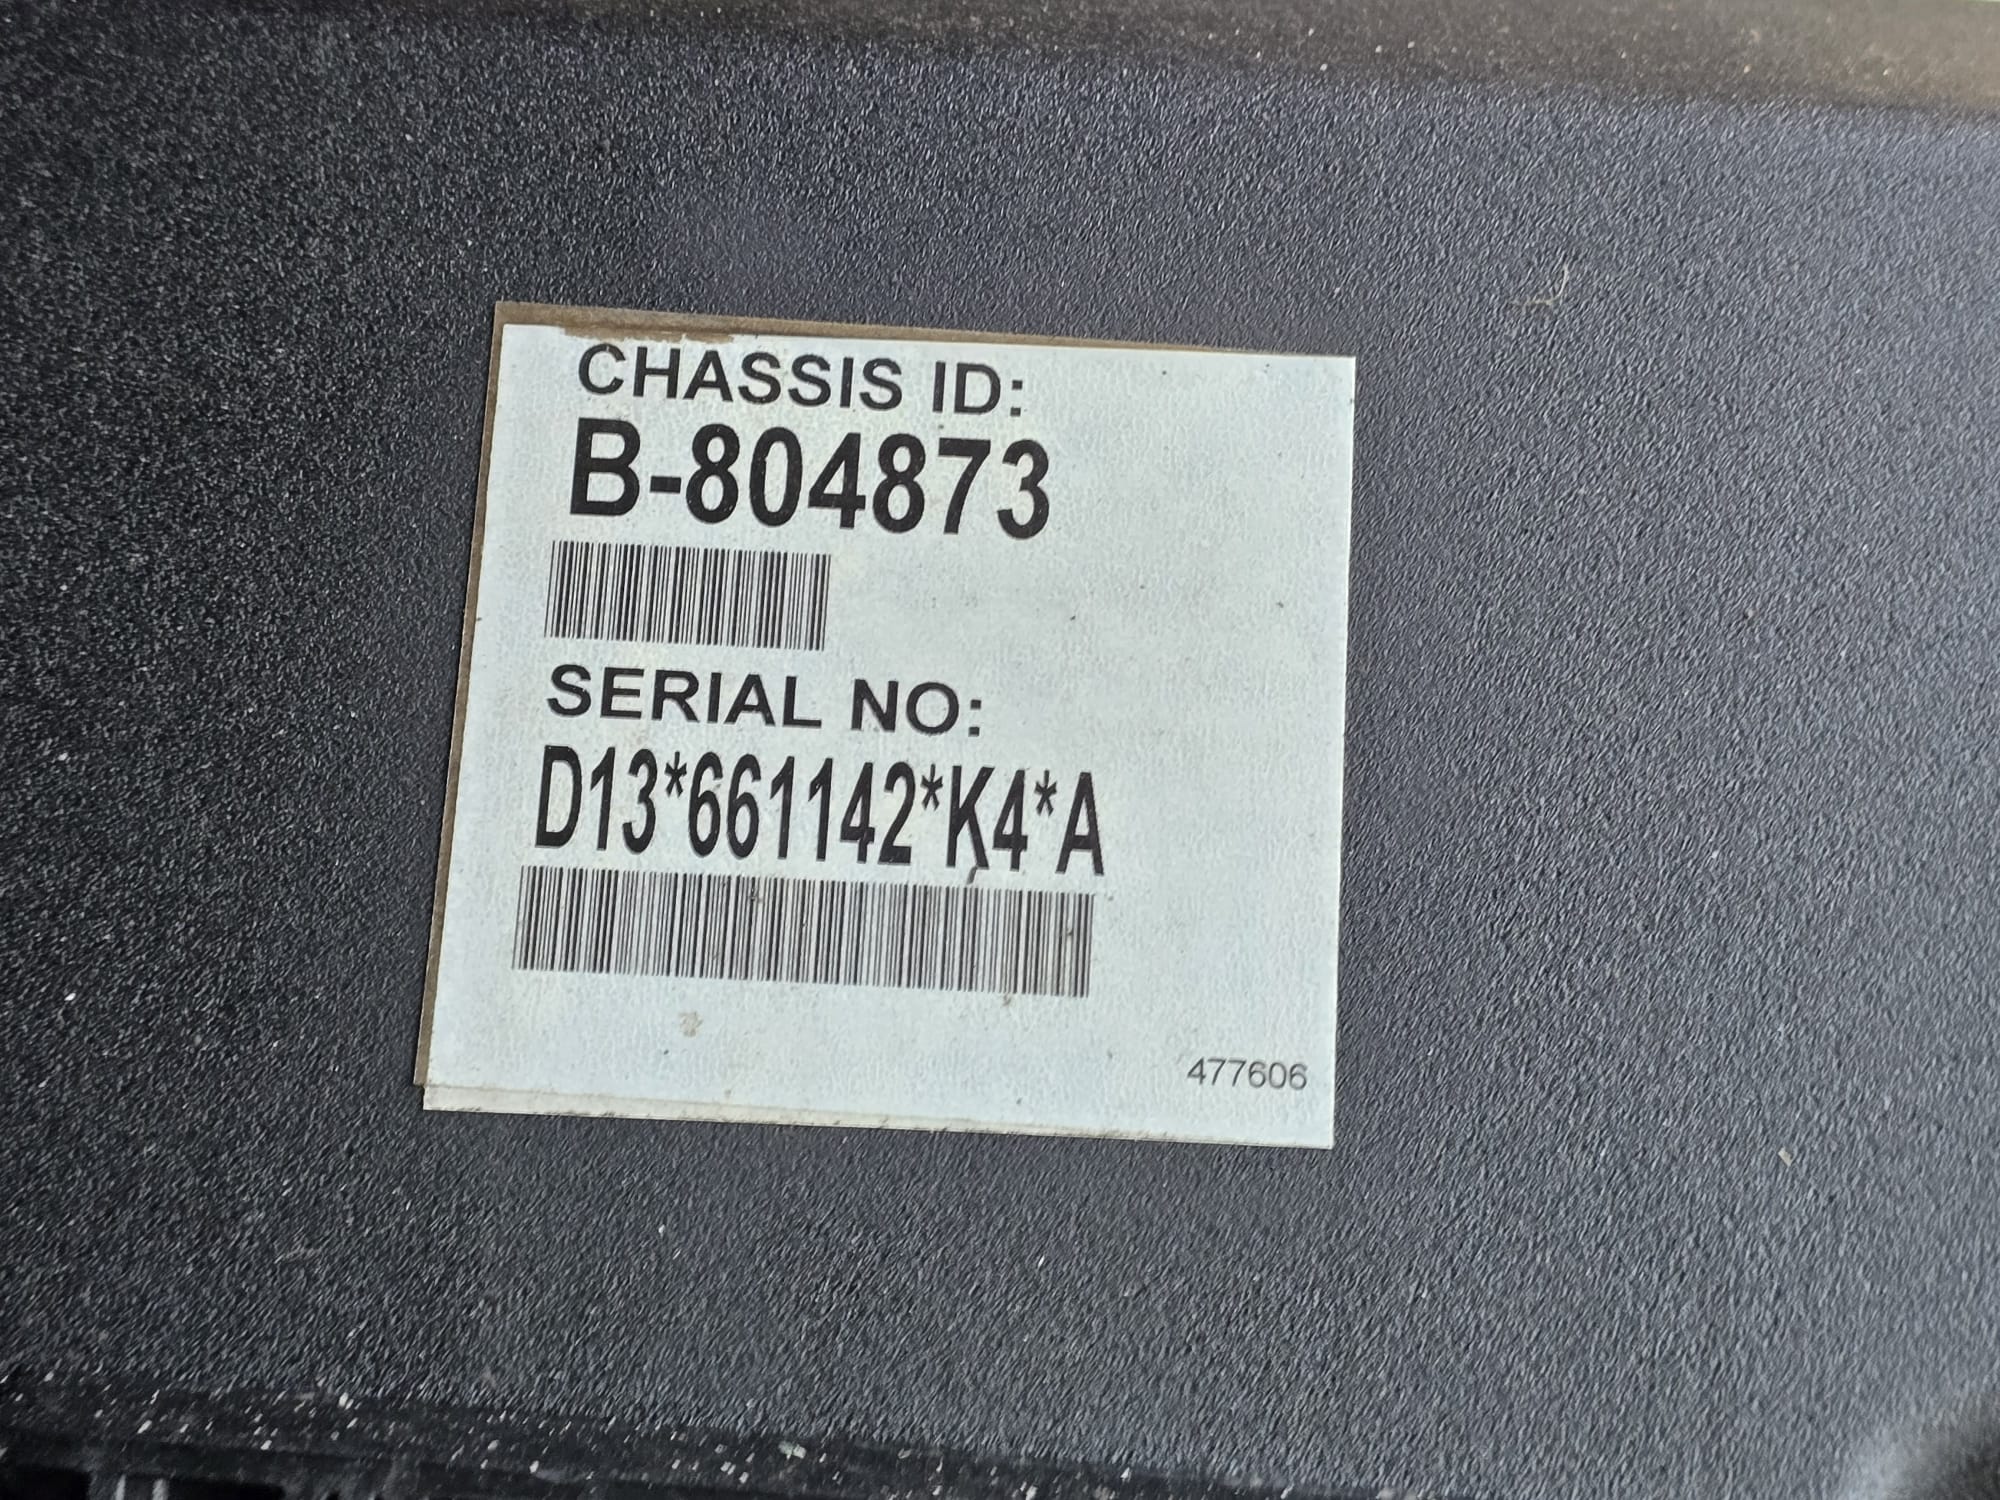 CHASSIS ID:
B-804873
SERIAL NO:
D13*661142*K4*A
477606